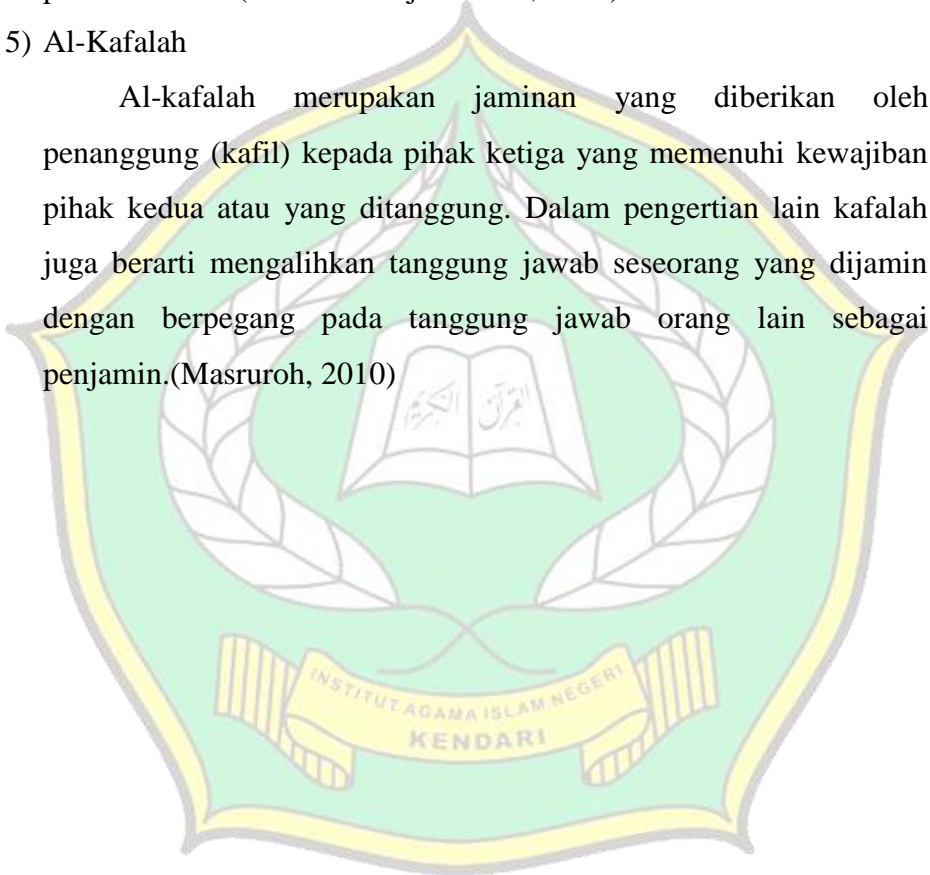 5) Al-Kafalah
Al-kafalah merupakan jaminan yang diberikan oleh
penanggung (kafil) kepada pihak ketiga yang memenuhi kewajiban
pihak kedua atau yang ditanggung. Dalam pengertian lain kafalah
juga berarti mengalihkan tanggung jawab seseorang yang dijamin
dengan berpegang pada tanggung jawab orang lain sebagai
penjamin.(Masruroh, 2010)
القرآن الكريم
INSTITUT AGAMA ISLAM NEGERI
KENDARI